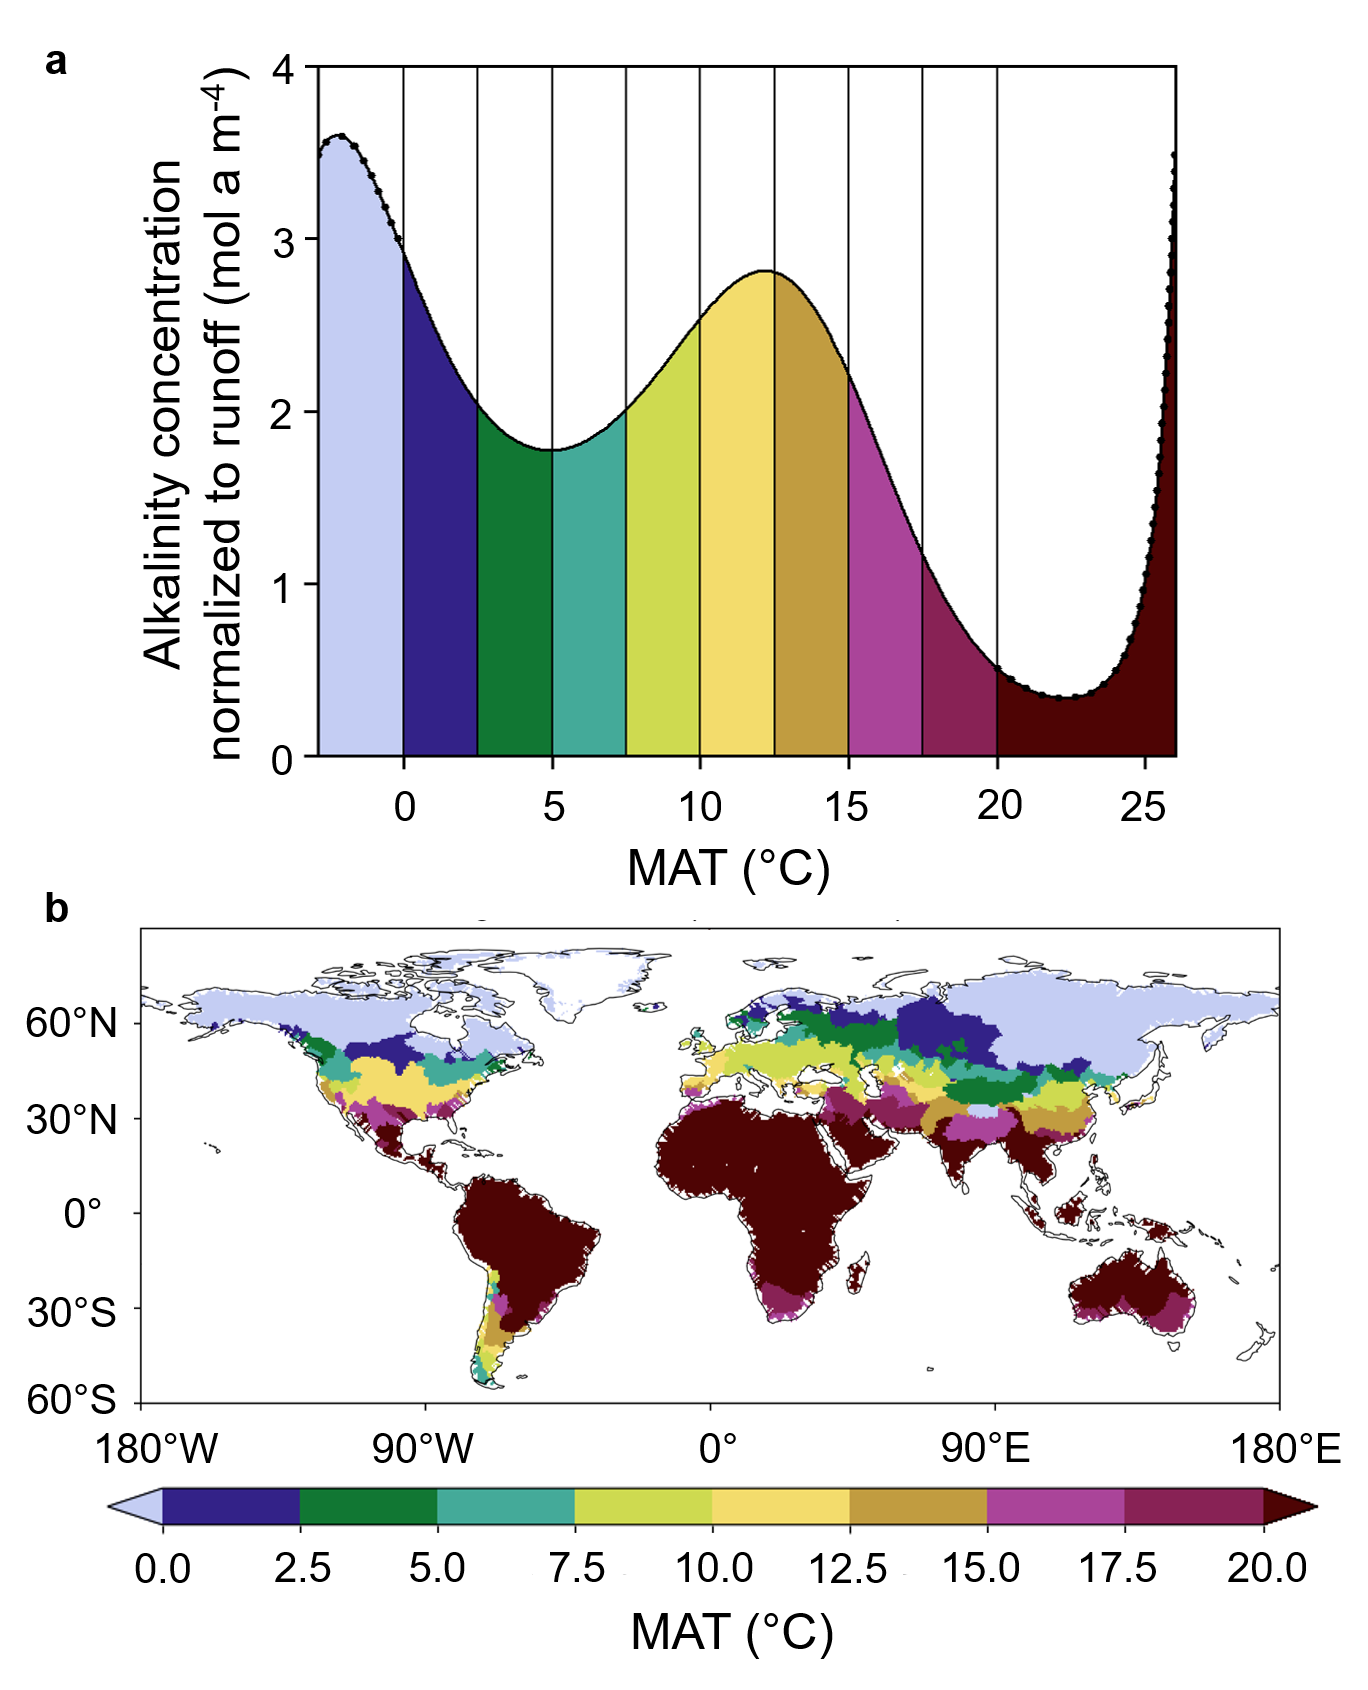 a
Alkalinity concentration
normalized to runoff (mol a m⁻⁴)
4
3
2
1
0
0 5 10 15 20 25
MAT (°C)
b
60°N
30°N
0°
30°S
60°S
180°W 90°W 0° 90°E 180°E
0.0 2.5 5.0 7.5 10.0 12.5 15.0 17.5 20.0
MAT (°C)